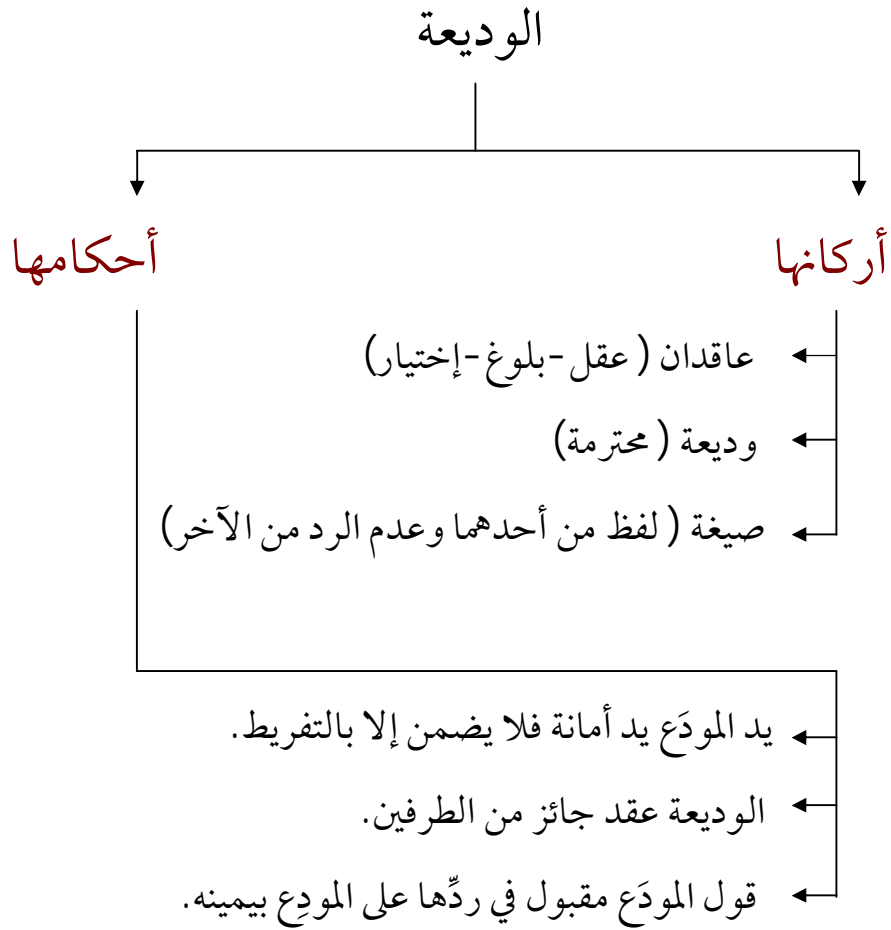 الوديعة
أركانها
أحكامها
عاقدان (عقل-بلوغ-إختيار)
وديعة (محترمة)
صيغة (لفظ من أحدهما وعدم الرد من الآخر)
يد المودَع يد أمانة فلا يضمن إلا بالتفريط.
الوديعة عقد جائز من الطرفين.
قول المودَع مقبول في ردِّها على المودِع بيمينه.